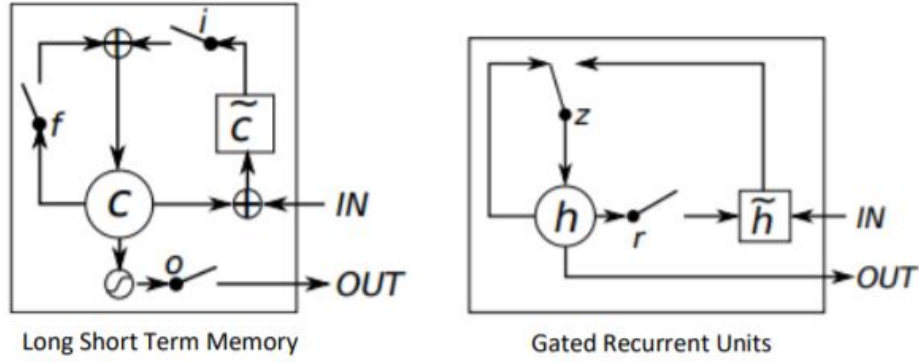 i
f
c̃
z
C
IN
h
r
h̃
IN
o
OUT
OUT
Long Short Term Memory
Gated Recurrent Units